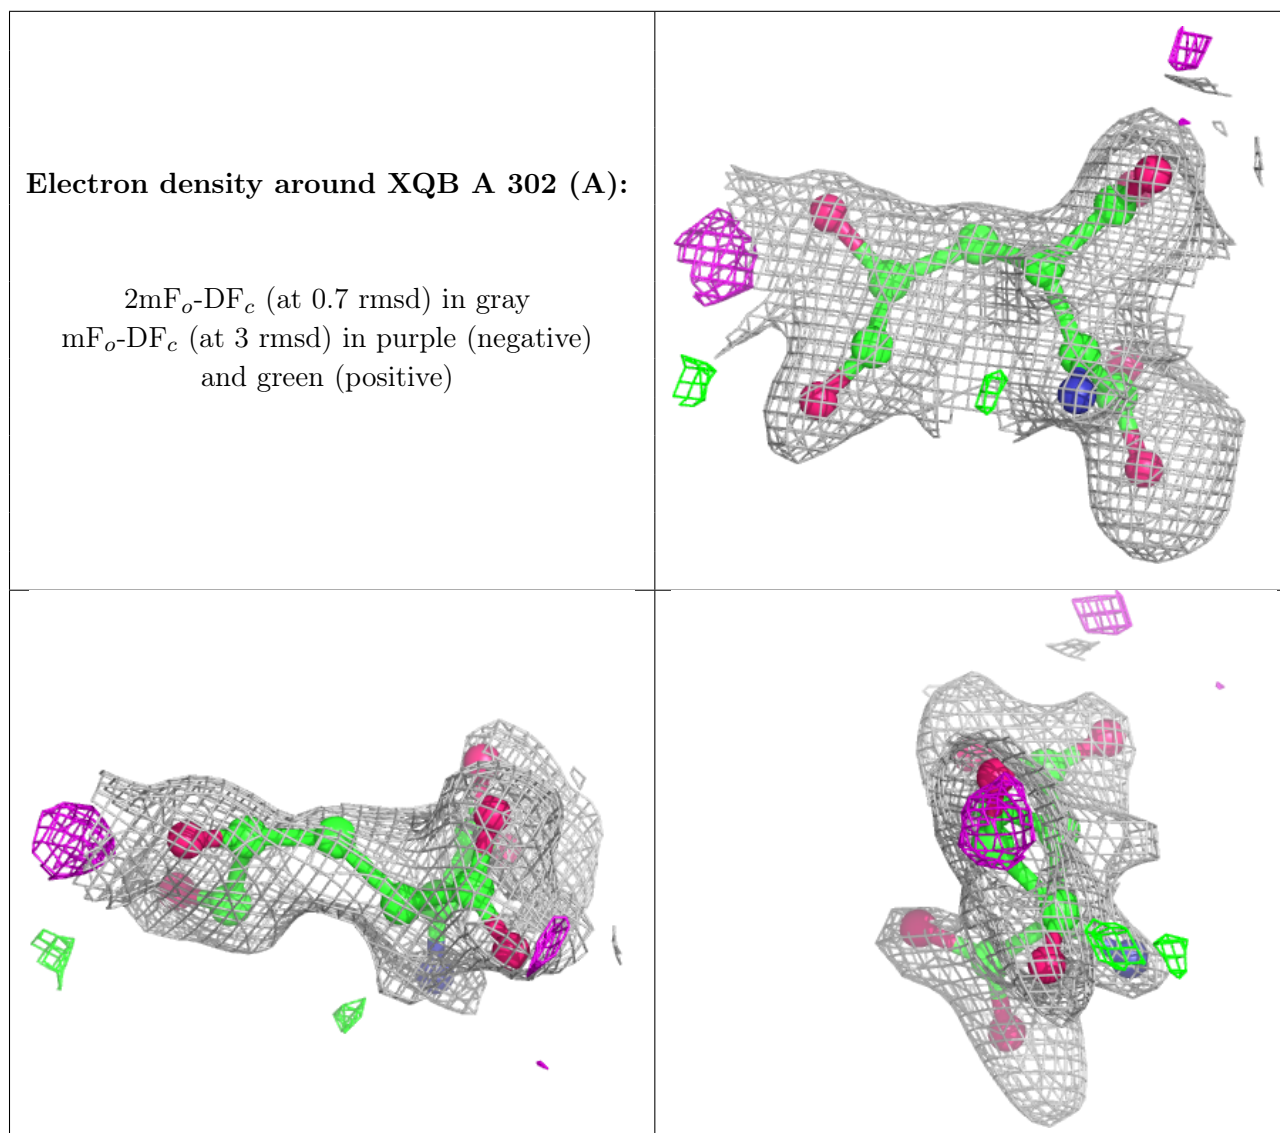 Electron density around XQB A 302 (A):
2mFₒ-DF𝒸 (at 0.7 rmsd) in gray
mFₒ-DF𝒸 (at 3 rmsd) in purple (negative)
and green (positive)